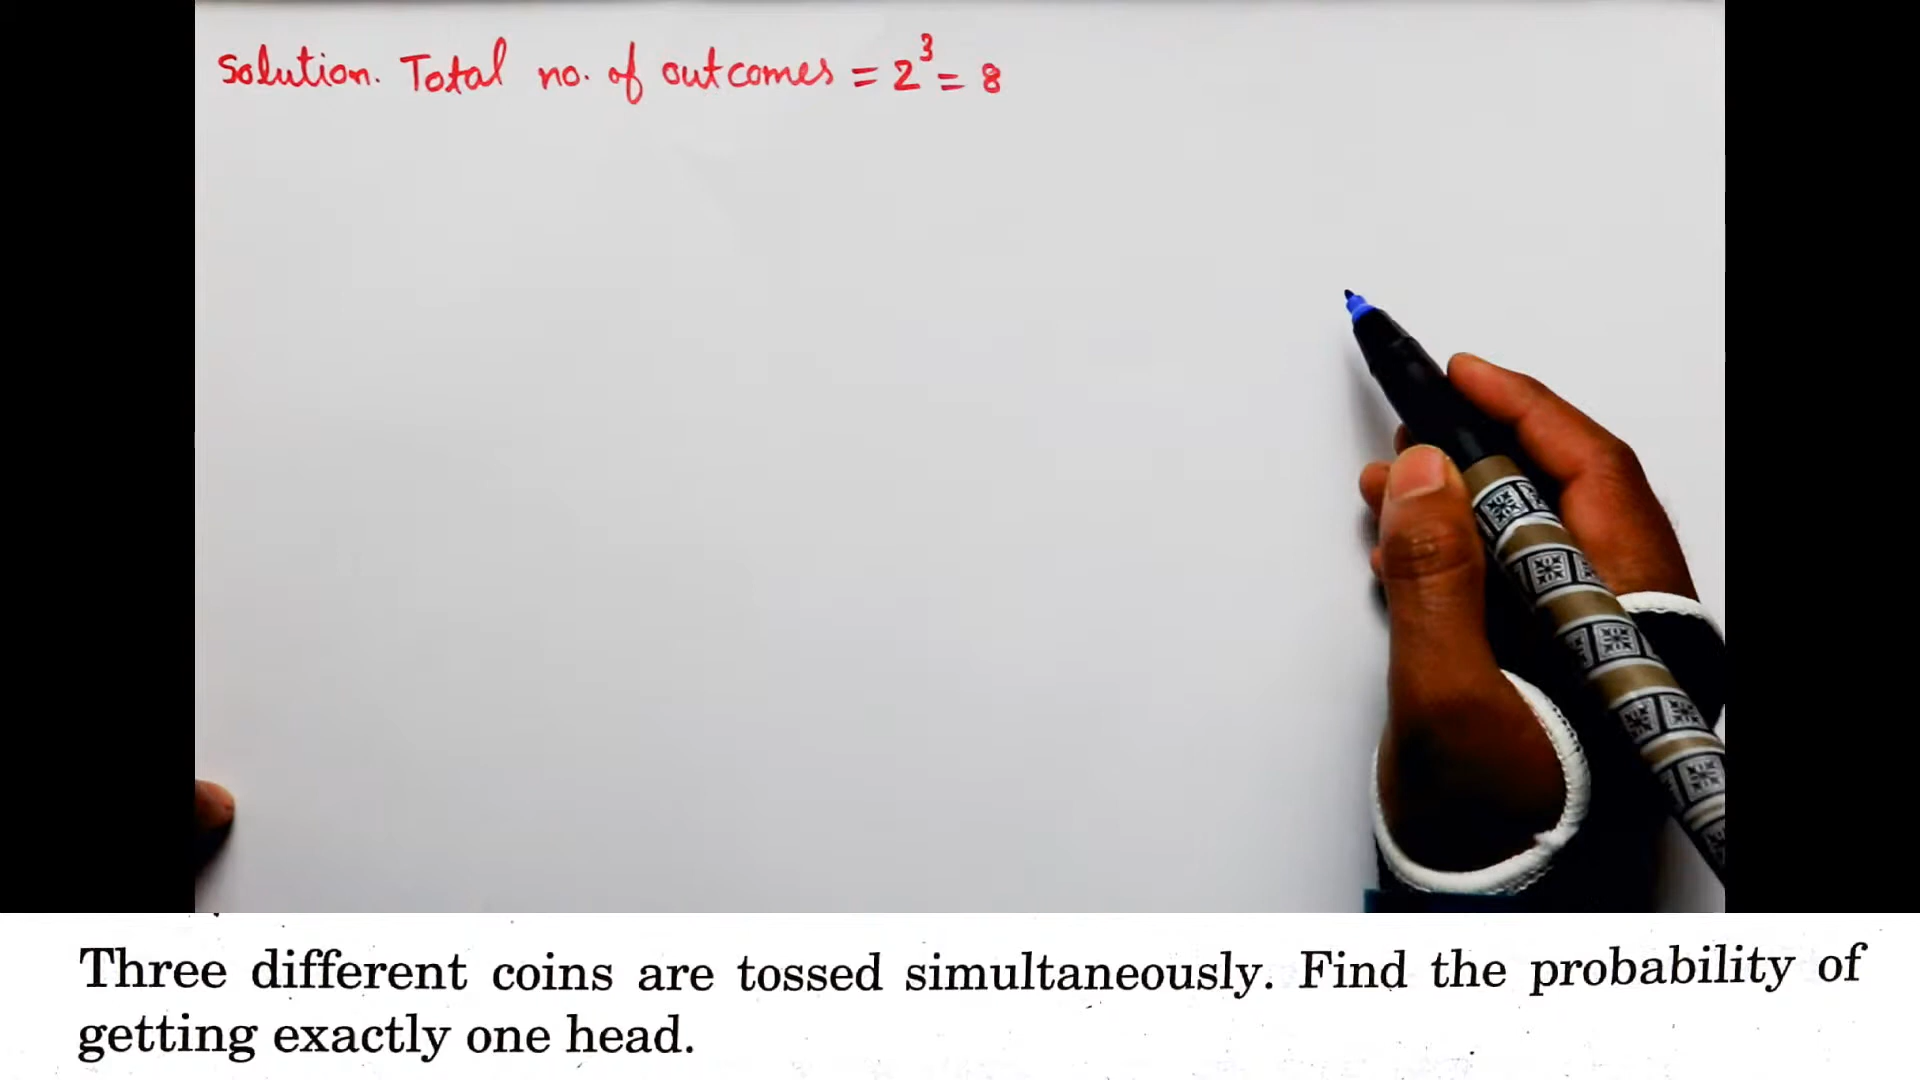 Solution. Total no. of outcomes = 2³ = 8
Three different coins are tossed simultaneously. Find the probability of
getting exactly one head.